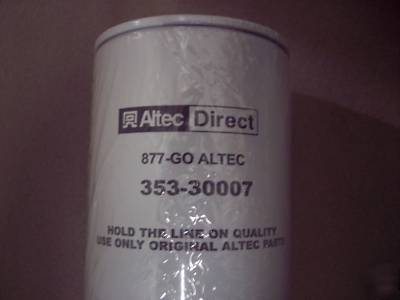 Altec Direct
877-GO ALTEC
353-30007
HOLD THE LINE ON QUALITY
USE ONLY ORIGINAL ALTEC PARTS